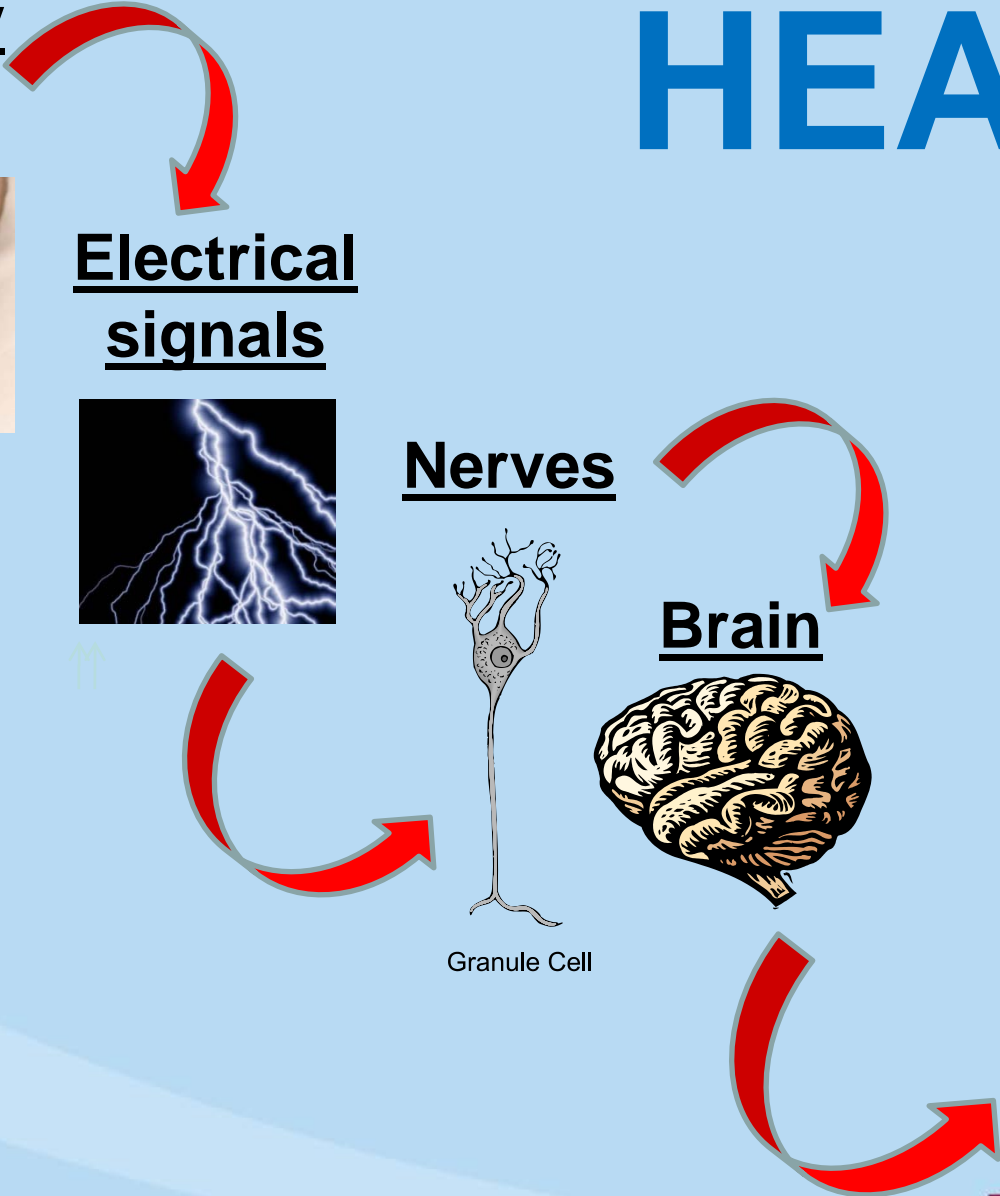 HEA
Electrical
signals
Nerves
Brain
Granule Cell